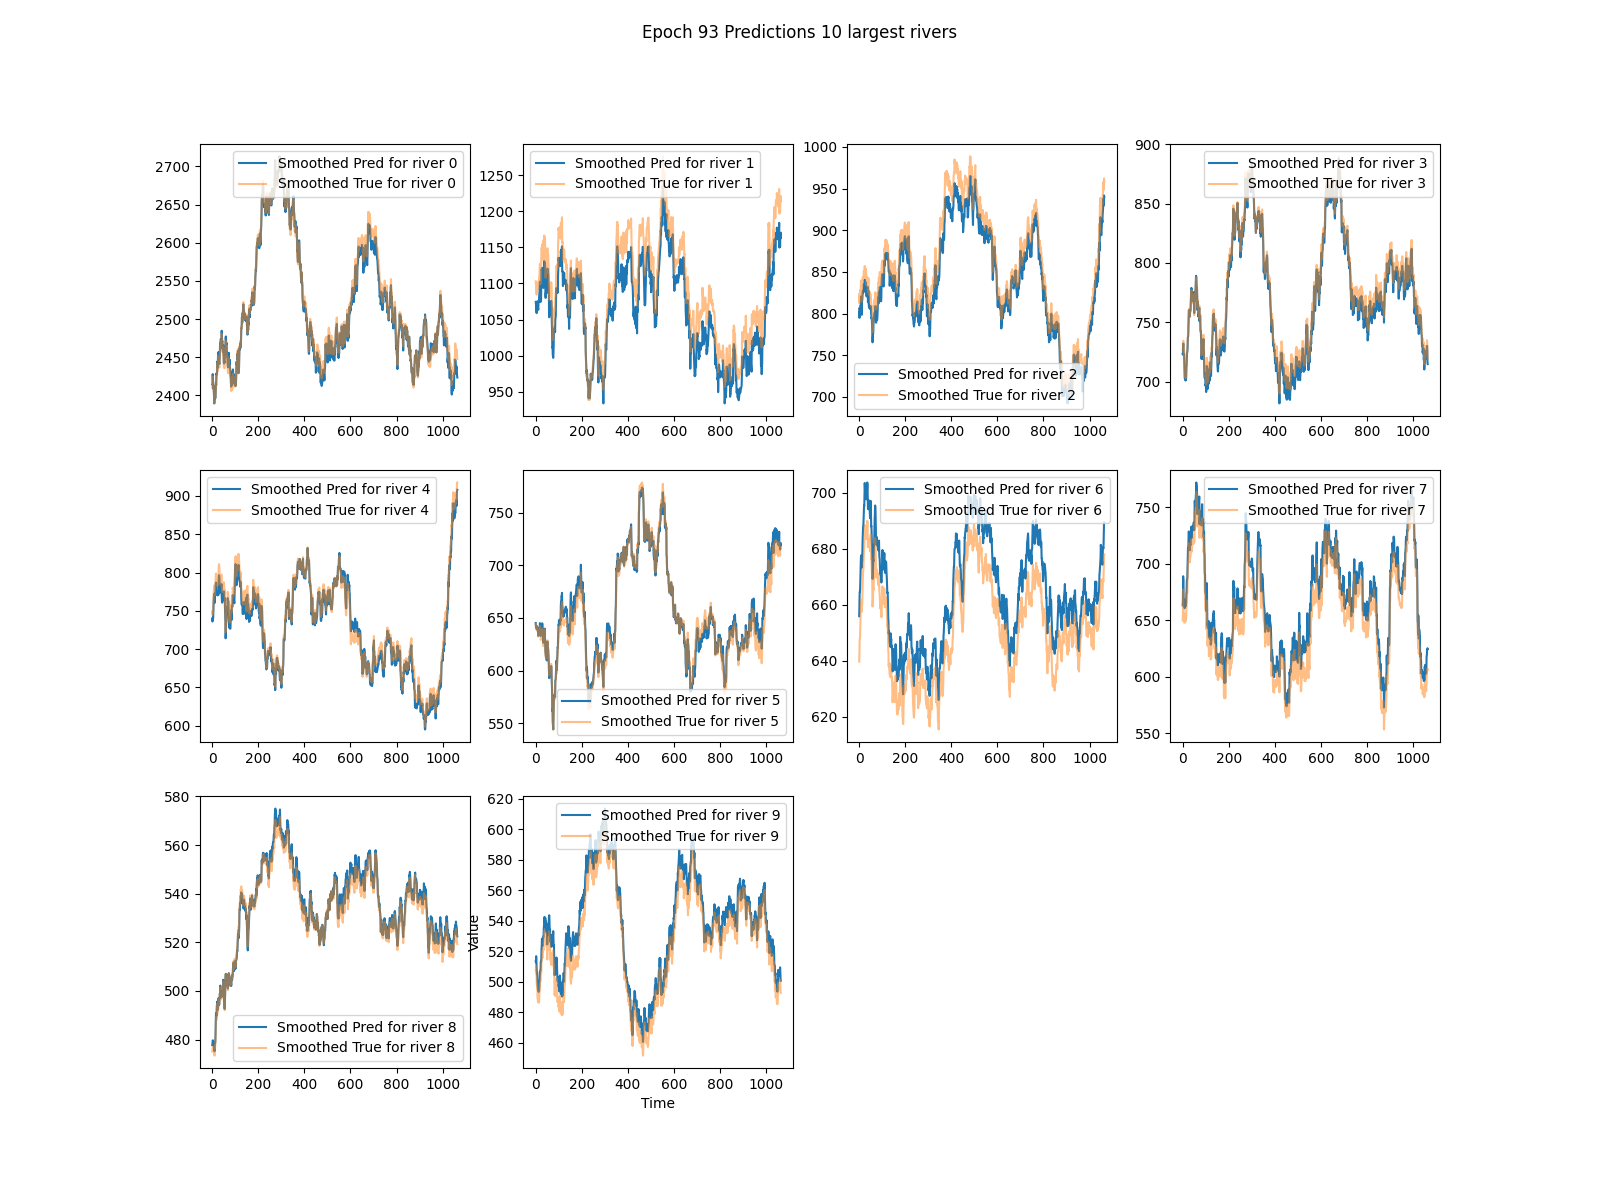 Epoch 93 Predictions 10 largest rivers
Smoothed Pred for river 0
Smoothed True for river 0
2700
2650
2600
2550
2500
2450
2400
0 200 400 600 800 1000
Smoothed Pred for river 1
Smoothed True for river 1
1250
1200
1150
1100
1050
1000
950
0 200 400 600 800 1000
1000
950
900
850
800
750
700
Smoothed Pred for river 2
Smoothed True for river 2
0 200 400 600 800 1000
900
Smoothed Pred for river 3
Smoothed True for river 3
850
800
750
700
0 200 400 600 800 1000
Smoothed Pred for river 4
Smoothed True for river 4
900
850
800
750
700
650
600
0 200 400 600 800 1000
750
700
650
600
550
Smoothed Pred for river 5
Smoothed True for river 5
0 200 400 600 800 1000
Smoothed Pred for river 6
Smoothed True for river 6
700
680
660
640
620
0 200 400 600 800 1000
Smoothed Pred for river 7
Smoothed True for river 7
750
700
650
600
550
0 200 400 600 800 1000
580
560
540
520
500
480
Smoothed Pred for river 8
Smoothed True for river 8
0 200 400 600 800 1000
Value
620
Smoothed Pred for river 9
Smoothed True for river 9
600
580
560
540
520
500
480
460
0 200 400 600 800 1000
Time